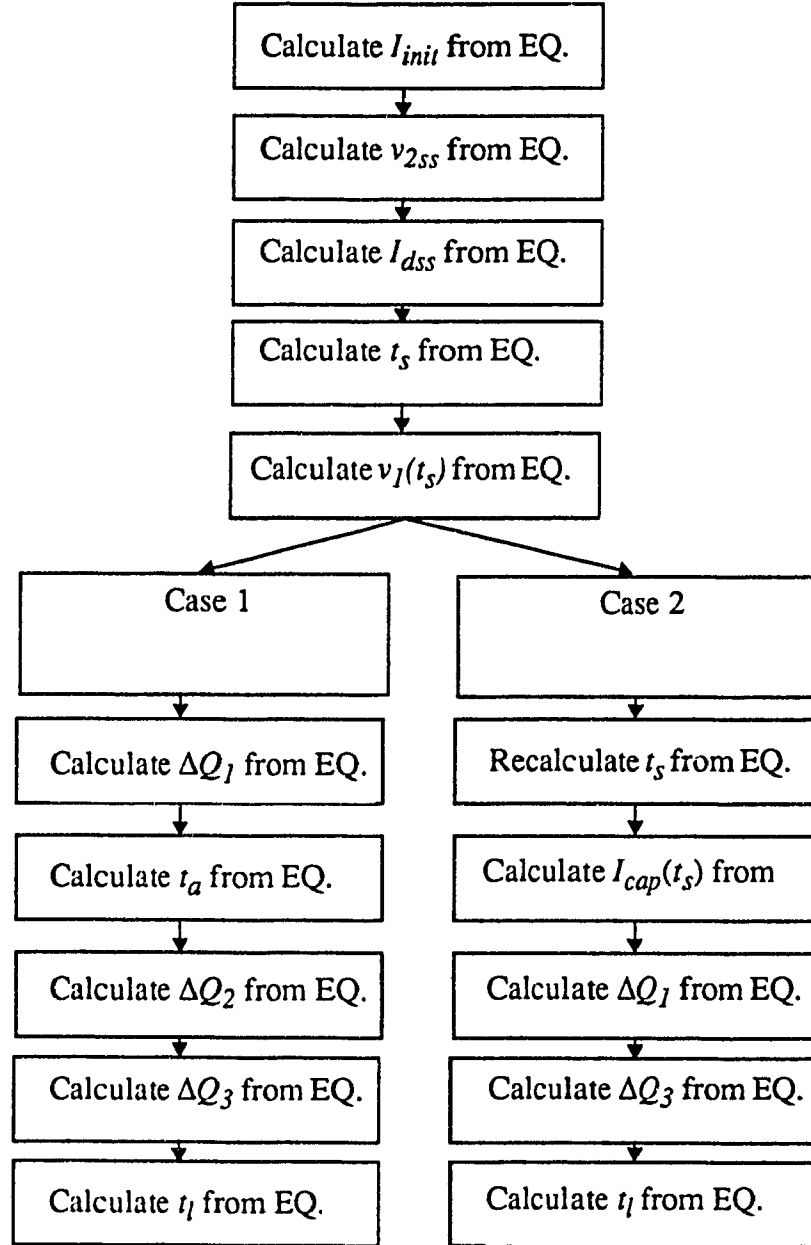 Calculate I_init from EQ.
Calculate v_2ss from EQ.
Calculate I_dss from EQ.
Calculate t_s from EQ.
Calculate v_1(t_s) from EQ.
Case 1
Calculate ΔQ_1 from EQ.
Calculate t_a from EQ.
Calculate ΔQ_2 from EQ.
Calculate ΔQ_3 from EQ.
Calculate t_l from EQ.
Case 2
Recalculate t_s from EQ.
Calculate I_cap(t_s) from
Calculate ΔQ_1 from EQ.
Calculate ΔQ_3 from EQ.
Calculate t_l from EQ.